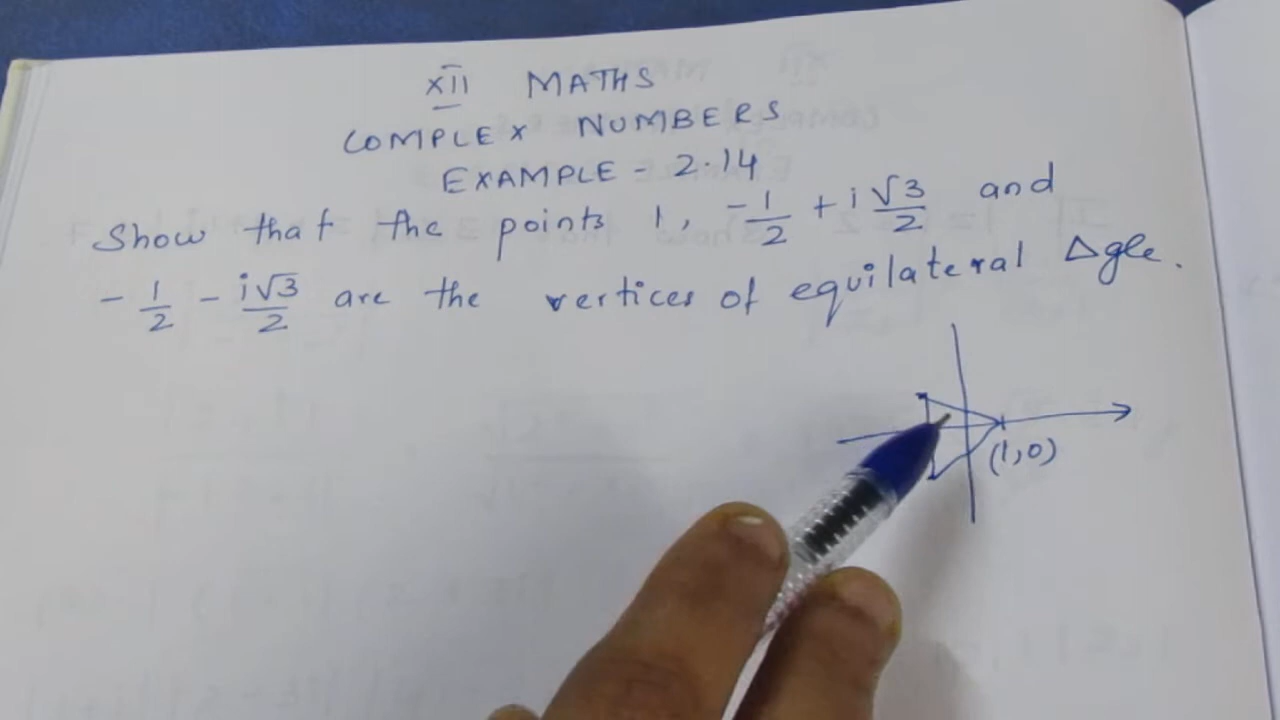 XII MATHS
COMPLEX NUMBERS
EXAMPLE - 2.14
Show that the points 1, -1/2 + i √3/2 and
- 1/2 - i√3/2 are the vertices of equilateral Δgle.
(1,0)